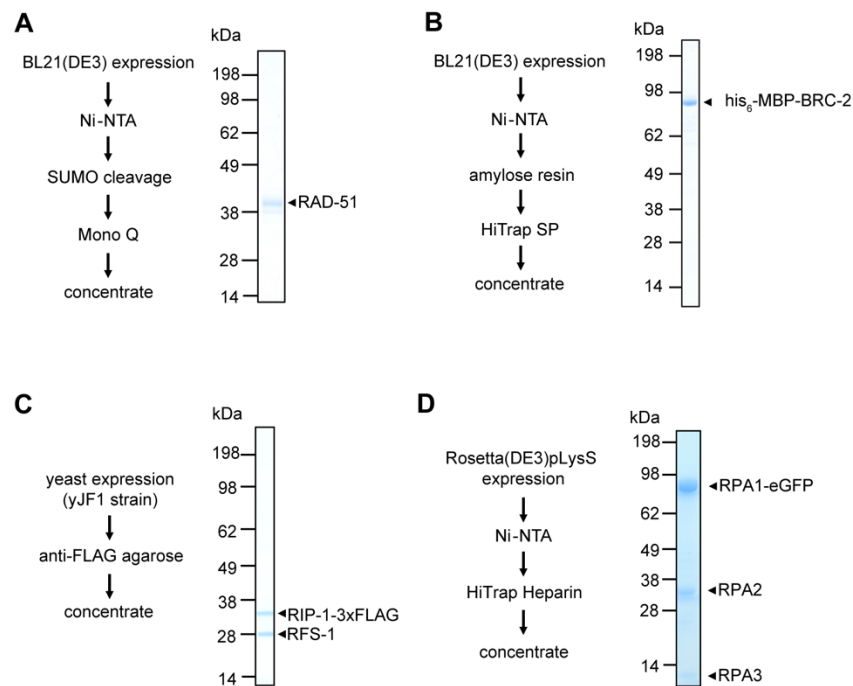 A
BL21(DE3) expression
Ni-NTA
SUMO cleavage
Mono Q
concentrate
kDa
198
98
62
49
38
28
14
RAD-51
B
BL21(DE3) expression
Ni-NTA
amylose resin
HiTrap SP
concentrate
kDa
198
98
62
49
38
28
14
his6-MBP-BRC-2
C
yeast expression
(yJF1 strain)
anti-FLAG agarose
concentrate
kDa
198
98
62
49
38
28
14
RIP-1-3xFLAG
RFS-1
D
Rosetta(DE3)pLysS
expression
Ni-NTA
HiTrap Heparin
concentrate
kDa
198
98
62
49
38
28
14
RPA1-eGFP
RPA2
RPA3